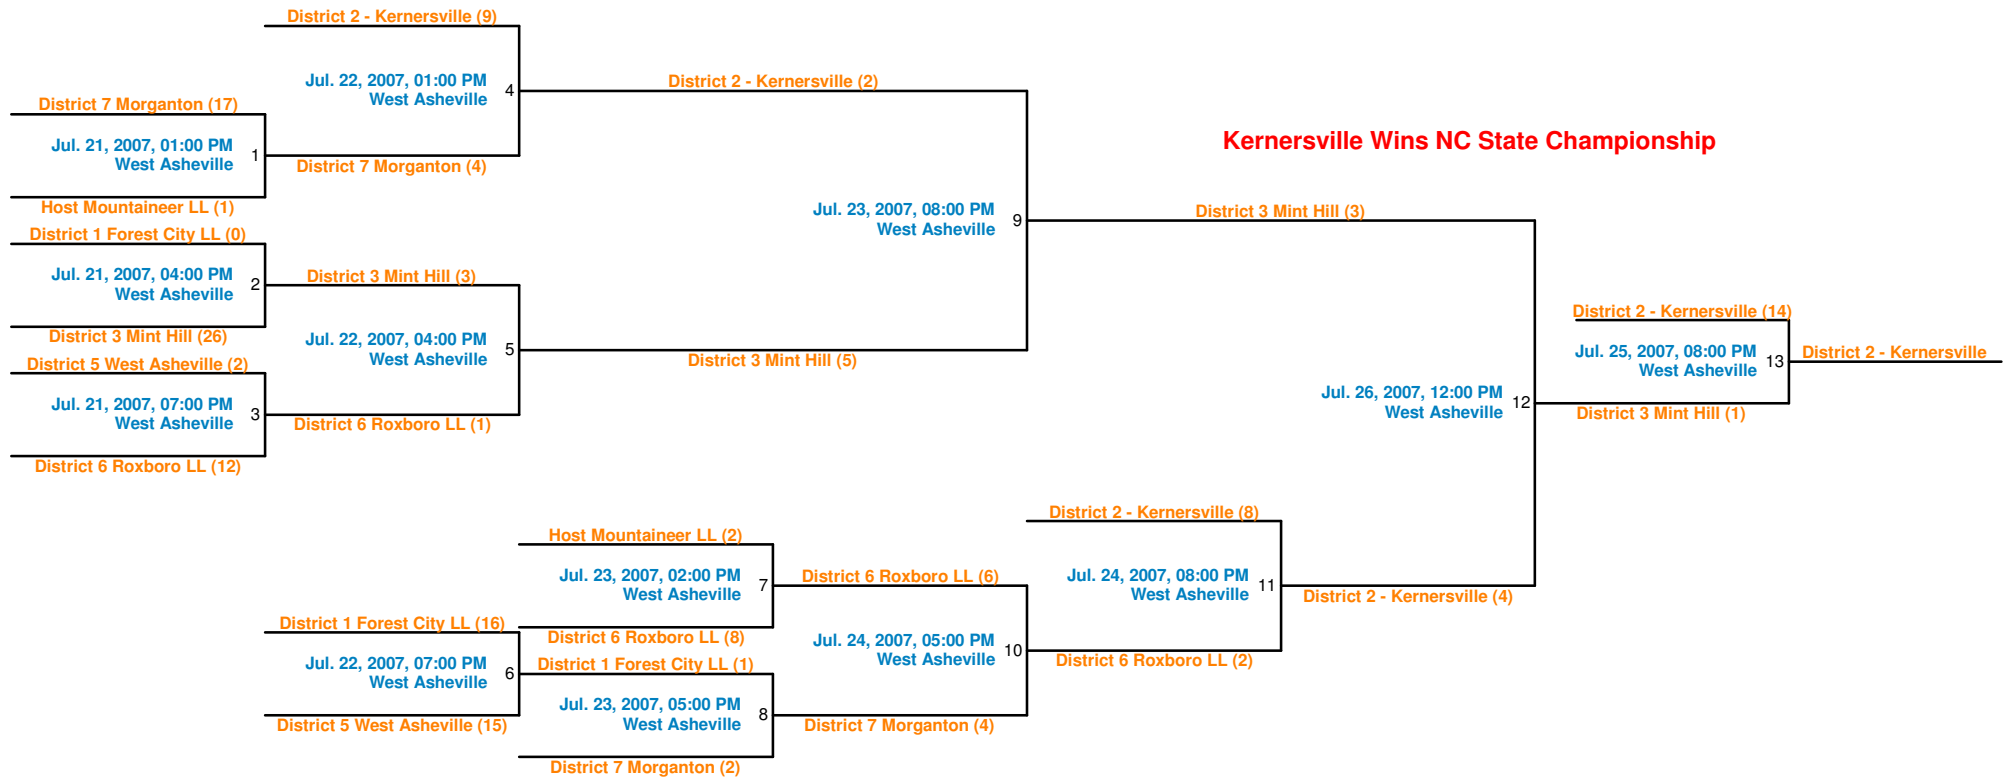 District 2 - Kernersville (9)
Jul. 22, 2007, 01:00 PM
West Asheville
4
District 7 Morganton (4)
District 7 Morganton (17)
Jul. 21, 2007, 01:00 PM
West Asheville
1
Host Mountaineer LL (1)
District 1 Forest City LL (0)
Jul. 21, 2007, 04:00 PM
West Asheville
2
District 3 Mint Hill (26)
District 5 West Asheville (2)
Jul. 21, 2007, 07:00 PM
West Asheville
3
District 6 Roxboro LL (12)
District 3 Mint Hill (3)
Jul. 22, 2007, 04:00 PM
West Asheville
5
District 6 Roxboro LL (1)
District 2 - Kernersville (2)
Jul. 23, 2007, 08:00 PM
West Asheville
9
District 3 Mint Hill (5)
Kernersville Wins NC State Championship
District 3 Mint Hill (3)
Jul. 26, 2007, 12:00 PM
West Asheville
12
District 2 - Kernersville (4)
District 2 - Kernersville (14)
Jul. 25, 2007, 08:00 PM
West Asheville
13
District 3 Mint Hill (1)
District 2 - Kernersville
District 1 Forest City LL (16)
Jul. 22, 2007, 07:00 PM
West Asheville
6
District 5 West Asheville (15)
Host Mountaineer LL (2)
Jul. 23, 2007, 02:00 PM
West Asheville
7
District 6 Roxboro LL (8)
District 1 Forest City LL (1)
Jul. 23, 2007, 05:00 PM
West Asheville
8
District 7 Morganton (2)
District 6 Roxboro LL (6)
Jul. 24, 2007, 05:00 PM
West Asheville
10
District 7 Morganton (4)
District 2 - Kernersville (8)
Jul. 24, 2007, 08:00 PM
West Asheville
11
District 6 Roxboro LL (2)